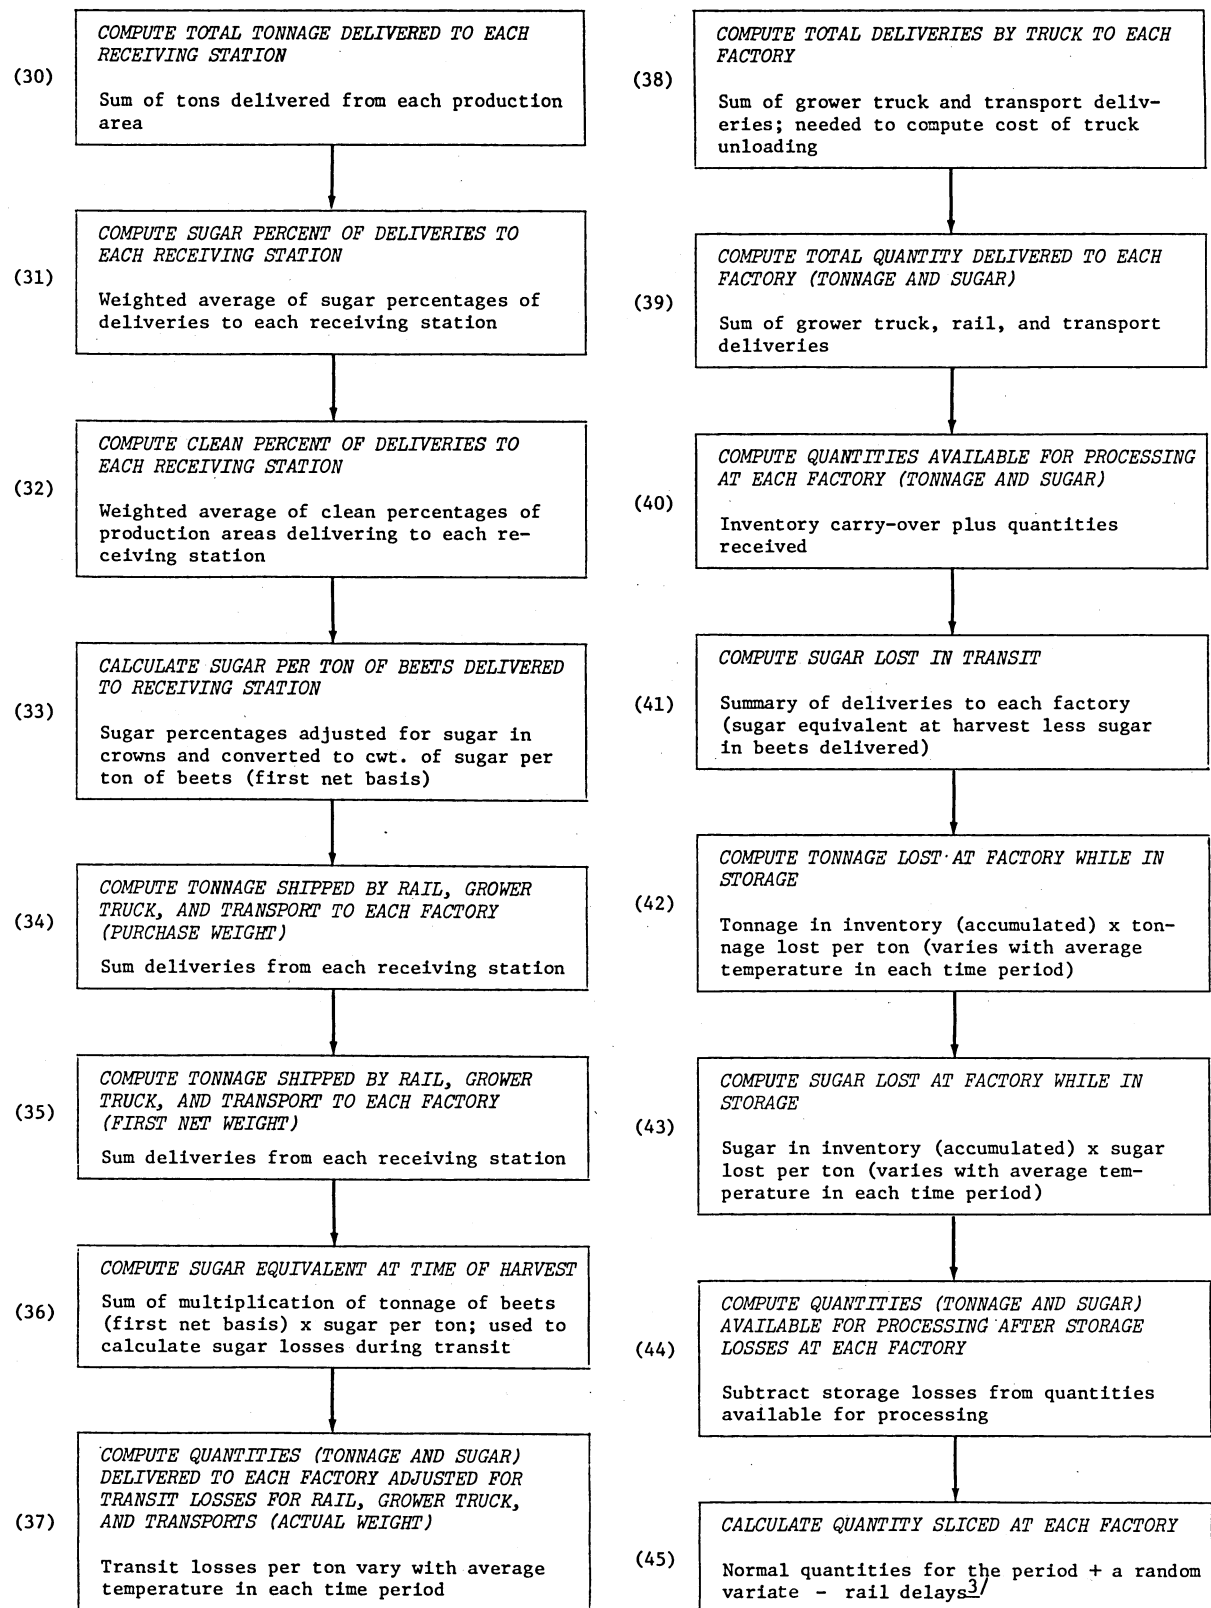 COMPUTE TOTAL TONNAGE DELIVERED TO EACH
RECEIVING STATION
(30)
Sum of tons delivered from each production
area
COMPUTE SUGAR PERCENT OF DELIVERIES TO
EACH RECEIVING STATION
(31)
Weighted average of sugar percentages of
deliveries to each receiving station
COMPUTE CLEAN PERCENT OF DELIVERIES TO
EACH RECEIVING STATION
(32)
Weighted average of clean percentages of
production areas delivering to each re-
ceiving station
CALCULATE SUGAR PER TON OF BEETS DELIVERED
TO RECEIVING STATION
(33)
Sugar percentages adjusted for sugar in
crowns and converted to cwt. of sugar per
ton of beets (first net basis)
COMPUTE TONNAGE SHIPPED BY RAIL, GROWER
TRUCK, AND TRANSPORT TO EACH FACTORY
(34)
(PURCHASE WEIGHT)
Sum deliveries from each receiving station
COMPUTE TONNAGE SHIPPED BY RAIL, GROWER
TRUCK, AND TRANSPORT TO EACH FACTORY
(35)
(FIRST NET WEIGHT)
Sum deliveries from each receiving station
COMPUTE SUGAR EQUIVALENT AT TIME OF HARVEST
(36)
Sum of multiplication of tonnage of beets
(first net basis) x sugar per ton; used to
calculate sugar losses during transit
COMPUTE QUANTITIES (TONNAGE AND SUGAR)
DELIVERED TO EACH FACTORY ADJUSTED FOR
TRANSIT LOSSES FOR RAIL, GROWER TRUCK,
AND TRANSPORTS (ACTUAL WEIGHT)
(37)
Transit losses per ton vary with average
temperature in each time period
COMPUTE TOTAL DELIVERIES BY TRUCK TO EACH
FACTORY
(38)
Sum of grower truck and transport deliv-
eries; needed to compute cost of truck
unloading
COMPUTE TOTAL QUANTITY DELIVERED TO EACH
FACTORY (TONNAGE AND SUGAR)
(39)
Sum of grower truck, rail, and transport
deliveries
COMPUTE QUANTITIES AVAILABLE FOR PROCESSING
AT EACH FACTORY (TONNAGE AND SUGAR)
(40)
Inventory carry-over plus quantities
received
COMPUTE SUGAR LOST IN TRANSIT
(41)
Summary of deliveries to each factory
(sugar equivalent at harvest less sugar
in beets delivered)
COMPUTE TONNAGE LOST AT FACTORY WHILE IN
STORAGE
(42)
Tonnage in inventory (accumulated) x ton-
nage lost per ton (varies with average
temperature in each time period)
COMPUTE SUGAR LOST AT FACTORY WHILE IN
STORAGE
(43)
Sugar in inventory (accumulated) x sugar
lost per ton (varies with average tem-
perature in each time period)
COMPUTE QUANTITIES (TONNAGE AND SUGAR)
AVAILABLE FOR PROCESSING AFTER STORAGE
LOSSES AT EACH FACTORY
(44)
Subtract storage losses from quantities
available for processing
CALCULATE QUANTITY SLICED AT EACH FACTORY
(45)
Normal quantities for the period + a random
variate - rail delays3/